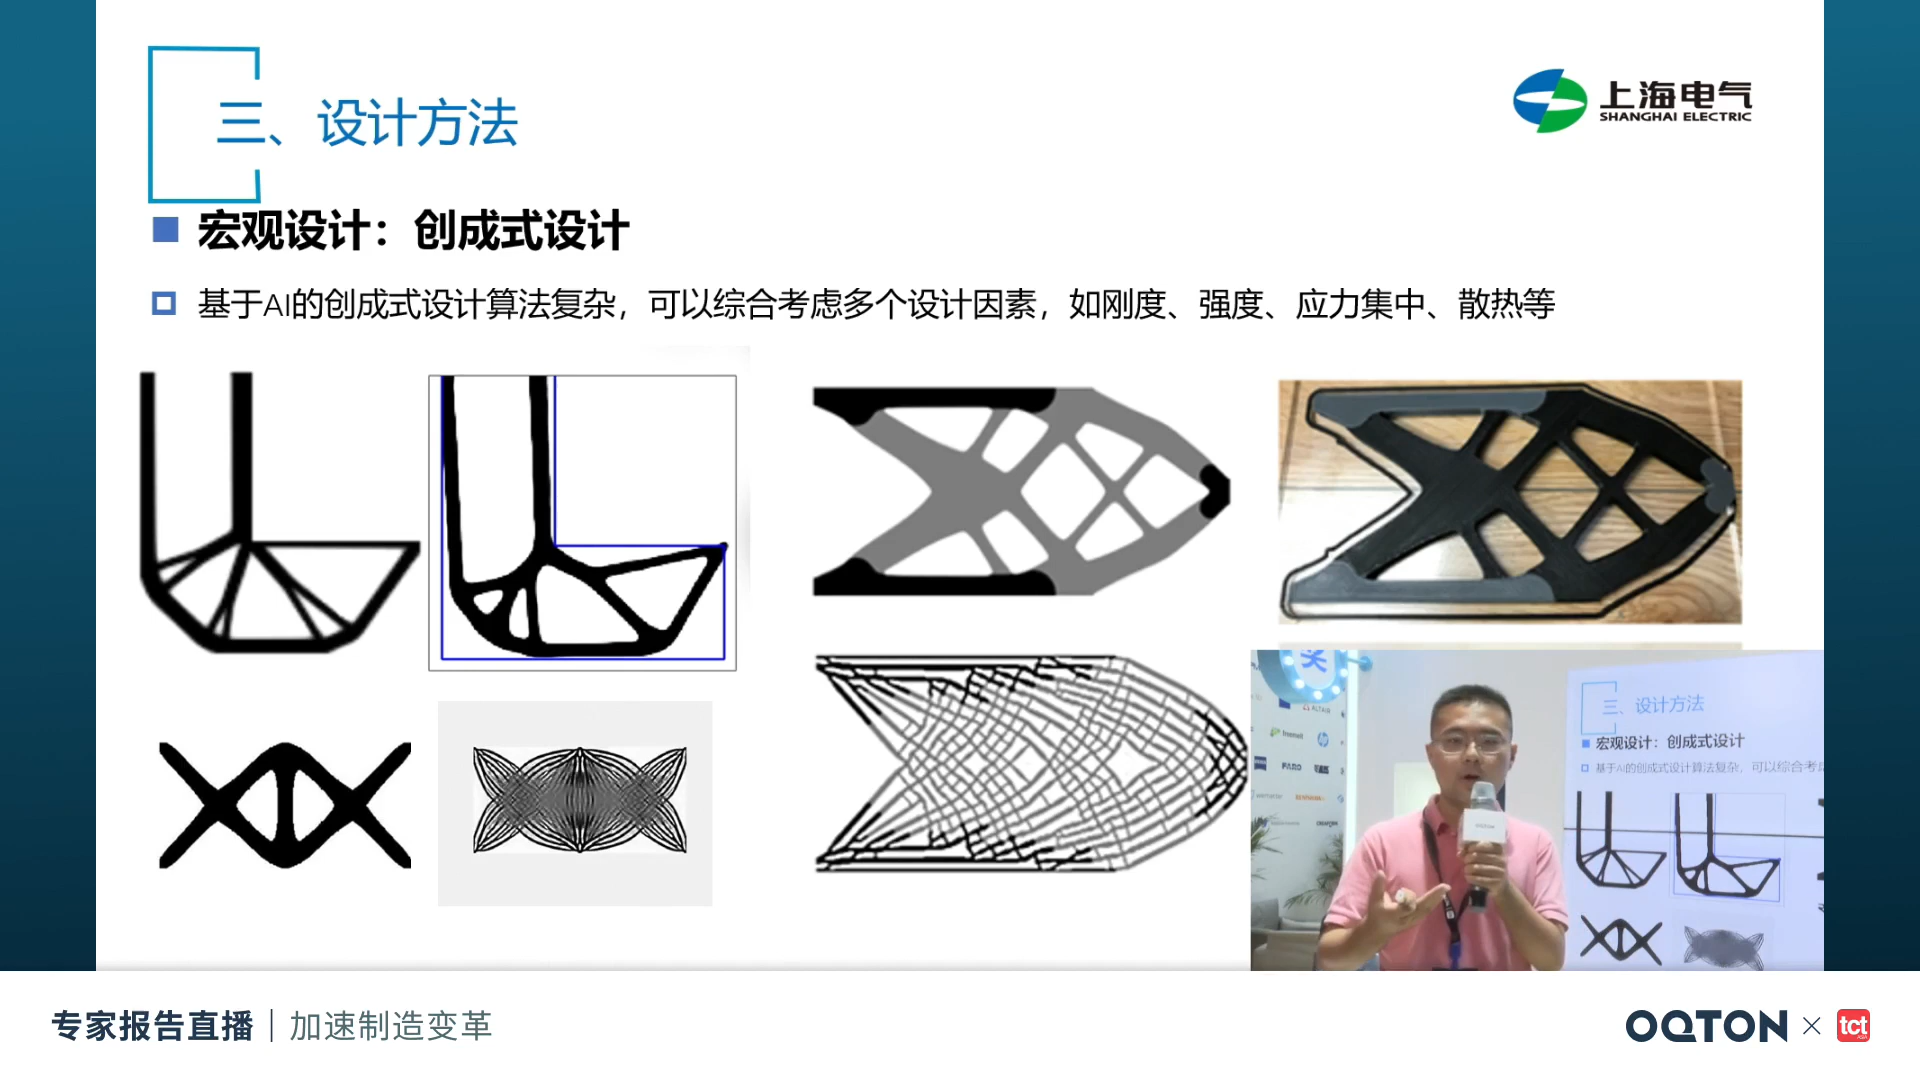 三、设计方法
上海电气
SHANGHAI ELECTRIC
宏观设计：创成式设计
基于AI的创成式设计算法复杂，可以综合考虑多个设计因素，如刚度、强度、应力集中、散热等
奖
ALTAIR
freemelt
hp
FARO
三、设计方法
宏观设计：创成式设计
基于AI的创成式设计算法复杂，可以综合考
专家报告直播｜加速制造变革
OQTON × tct